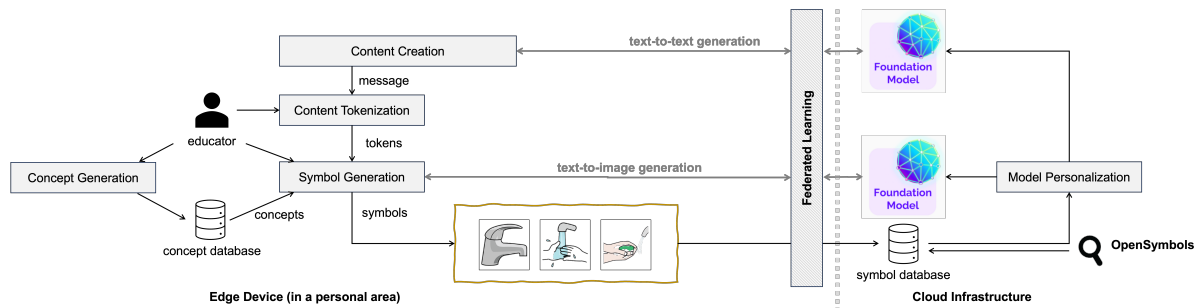 Content Creation
text-to-text generation
message
Content Tokenization
educator
tokens
Concept Generation
Symbol Generation
text-to-image generation
concepts
symbols
concept database
Federated Learning
Foundation
Model
Foundation
Model
Model Personalization
symbol database
OpenSymbols
Edge Device (in a personal area)
Cloud Infrastructure